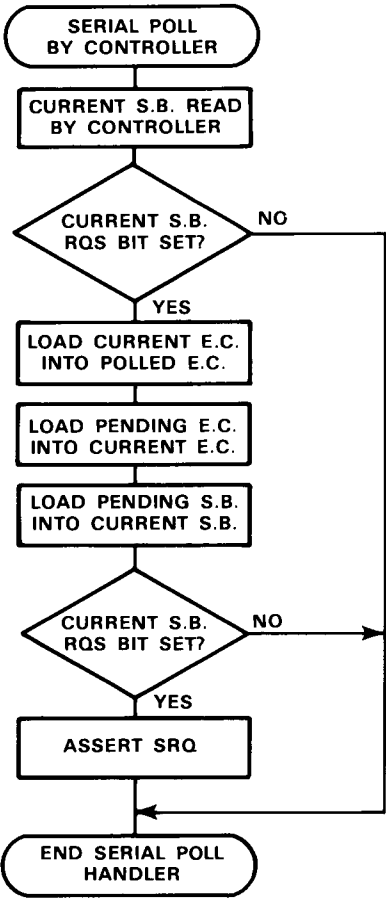 SERIAL POLL
BY CONTROLLER
CURRENT S.B. READ
BY CONTROLLER
CURRENT S.B.
RQS BIT SET?
NO
YES
LOAD CURRENT E.C.
INTO POLLED E.C.
LOAD PENDING E.C.
INTO CURRENT E.C.
LOAD PENDING S.B.
INTO CURRENT S.B.
CURRENT S.B.
RQS BIT SET?
NO
YES
ASSERT SRQ
END SERIAL POLL
HANDLER